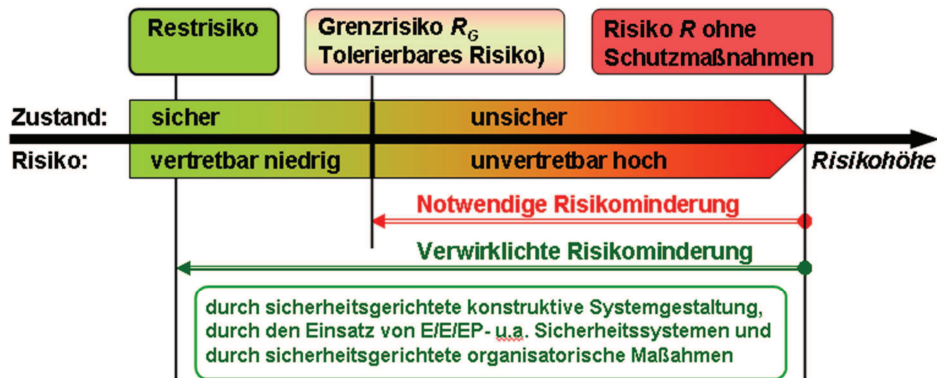 Restrisiko
Grenzrisiko R_G
Tolerierbares Risiko)
Risiko R ohne
Schutzmaßnahmen
Zustand:
sicher
unsicher
Risiko:
vertretbar niedrig
unvertretbar hoch
Risikohöhe
Notwendige Risikominderung
Verwirklichte Risikominderung
durch sicherheitsgerichtete konstruktive Systemgestaltung,
durch den Einsatz von E/E/EP- u.a. Sicherheitssystemen und
durch sicherheitsgerichtete organisatorische Maßahmen